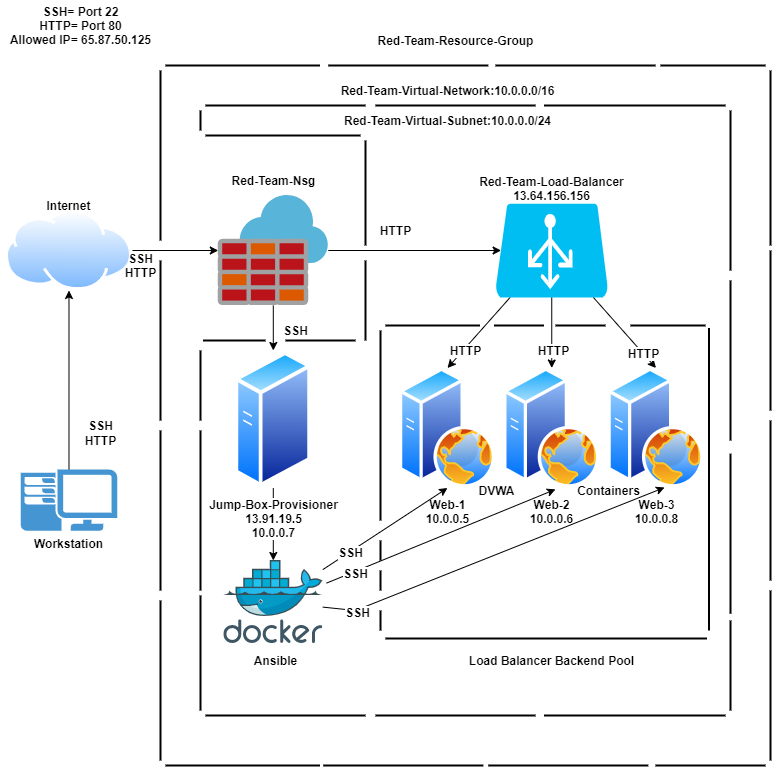 SSH= Port 22
HTTP= Port 80
Allowed IP= 65.87.50.125
Red-Team-Resource-Group
Red-Team-Virtual-Network:10.0.0.0/16
Red-Team-Virtual-Subnet:10.0.0.0/24
Red-Team-Nsg
Red-Team-Load-Balancer
13.64.156.156
Internet
HTTP
SSH
HTTP
SSH
HTTP
HTTP
HTTP
SSH
HTTP
DVWA
Containers
Jump-Box-Provisioner
13.91.19.5
10.0.0.7
Web-1
10.0.0.5
Web-2
10.0.0.6
Web-3
10.0.0.8
Workstation
SSH
SSH
SSH
docker
Ansible
Load Balancer Backend Pool